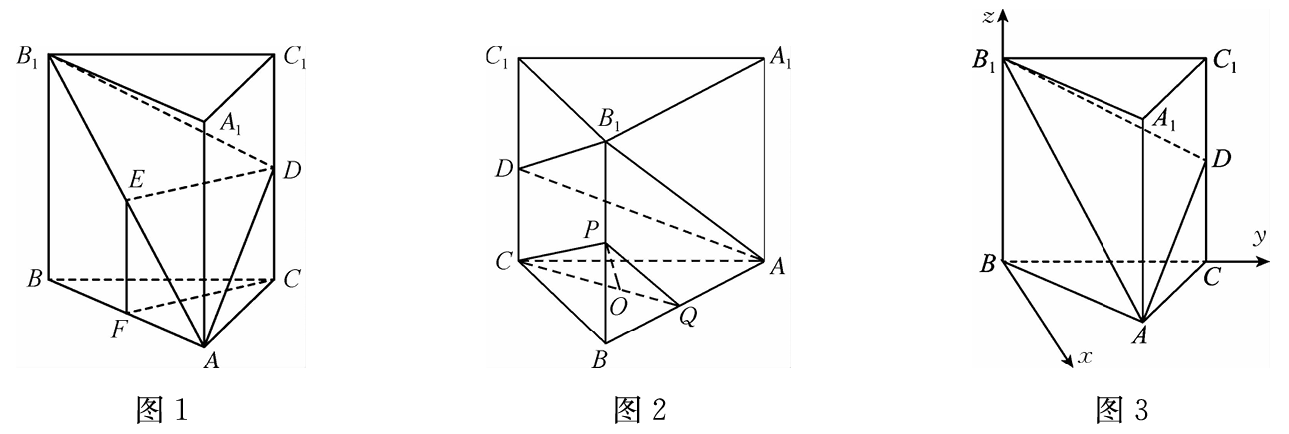 B₁ C₁ A₁ E D B C F A
C₁ A₁ B₁ D P C A O Q B
z B₁ C₁ A₁ D y B C A x
图 1 图 2 图 3